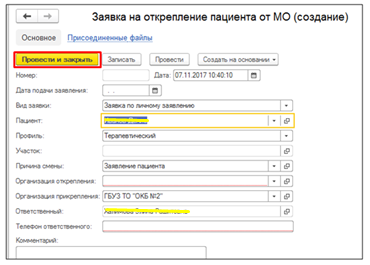 Заявка на открепление пациента от МО (создание)
Основное Присоединенные файлы
Провести и закрыть Записать Провести Создать на основании
Номер: Дата: 07.11.2017 10:40:10
Дата подачи заявления: . .
Вид заявки: Заявка по личному заявлению
Пациент:
Профиль: Терапевтический
Участок:
Причина смены: Заявление пациента
Организация открепления:
Организация прикрепления: ГБУЗ ТО "ОКБ №2"
Ответственный:
Телефон ответственного:
Комментарий: